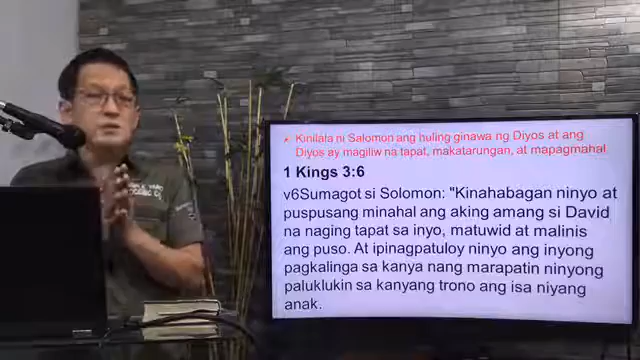 Kinilala ni Salomon ang huling ginawa ng Diyos at ang
Diyos ay magiliw na tapat, makatarungan, at mapagmahal
1 Kings 3:6
v6Sumagot si Solomon: "Kinahabagan ninyo at
puspusang minahal ang aking amang si David
na naging tapat sa inyo, matuwid at malinis
ang puso. At ipinagpatuloy ninyo ang inyong
pagkalinga sa kanya nang marapatin ninyong
paluklukin sa kanyang trono ang isa niyang
anak.